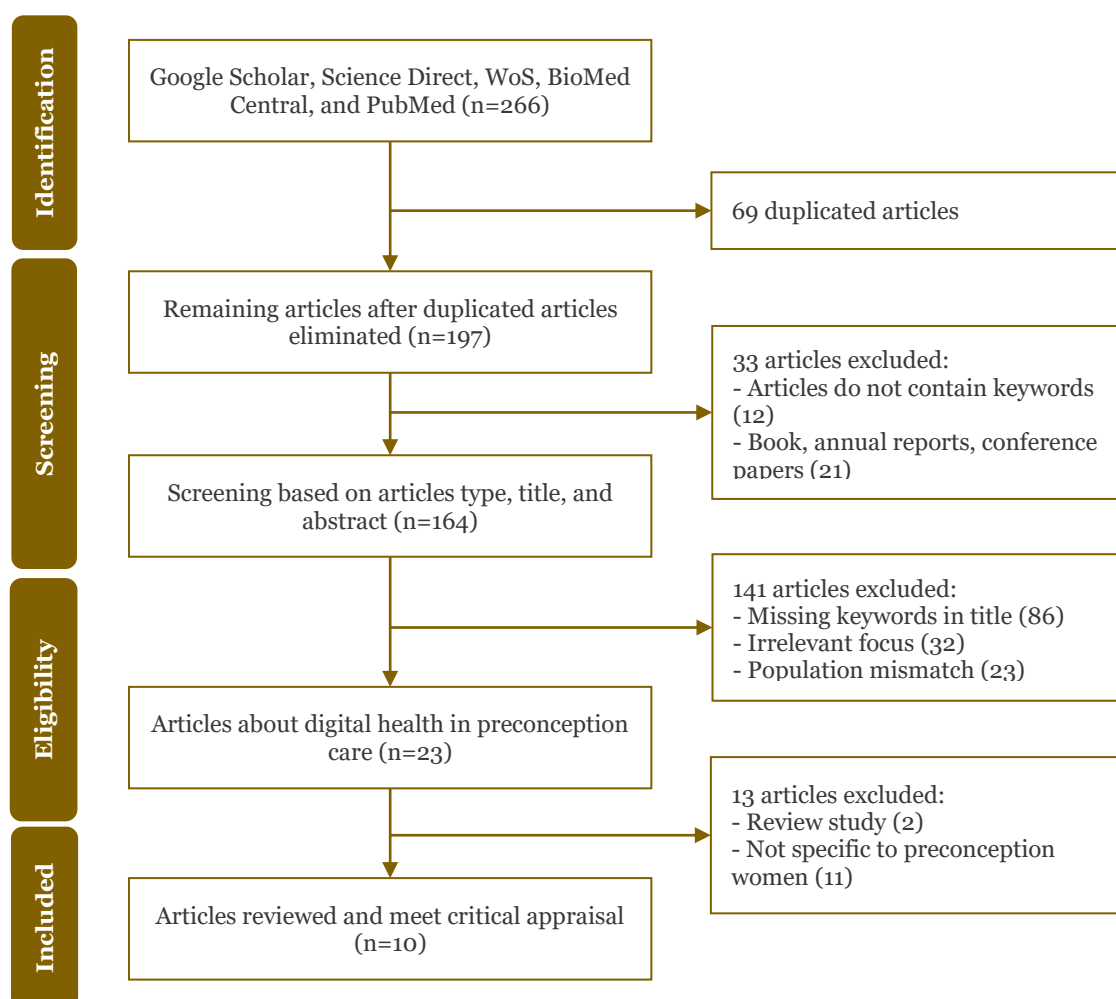 Identification
Google Scholar, Science Direct, WoS, BioMed
Central, and PubMed (n=266)
69 duplicated articles
Screening
Remaining articles after duplicated articles
eliminated (n=197)
33 articles excluded:
- Articles do not contain keywords
(12)
- Book, annual reports, conference
papers (21)
Screening based on articles type, title, and
abstract (n=164)
Eligibility
141 articles excluded:
- Missing keywords in title (86)
- Irrelevant focus (32)
- Population mismatch (23)
Articles about digital health in preconception
care (n=23)
13 articles excluded:
- Review study (2)
- Not specific to preconception
women (11)
Included
Articles reviewed and meet critical appraisal
(n=10)